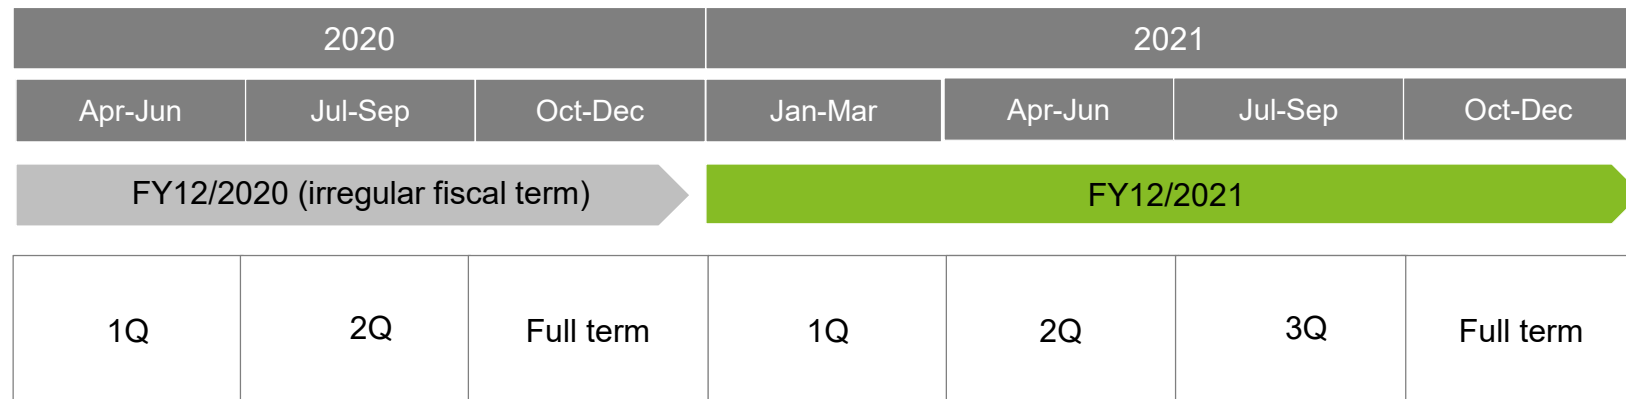 2020 2021
Apr-Jun Jul-Sep Oct-Dec Jan-Mar Apr-Jun Jul-Sep Oct-Dec
FY12/2020 (irregular fiscal term) FY12/2021
1Q 2Q Full term 1Q 2Q 3Q Full term